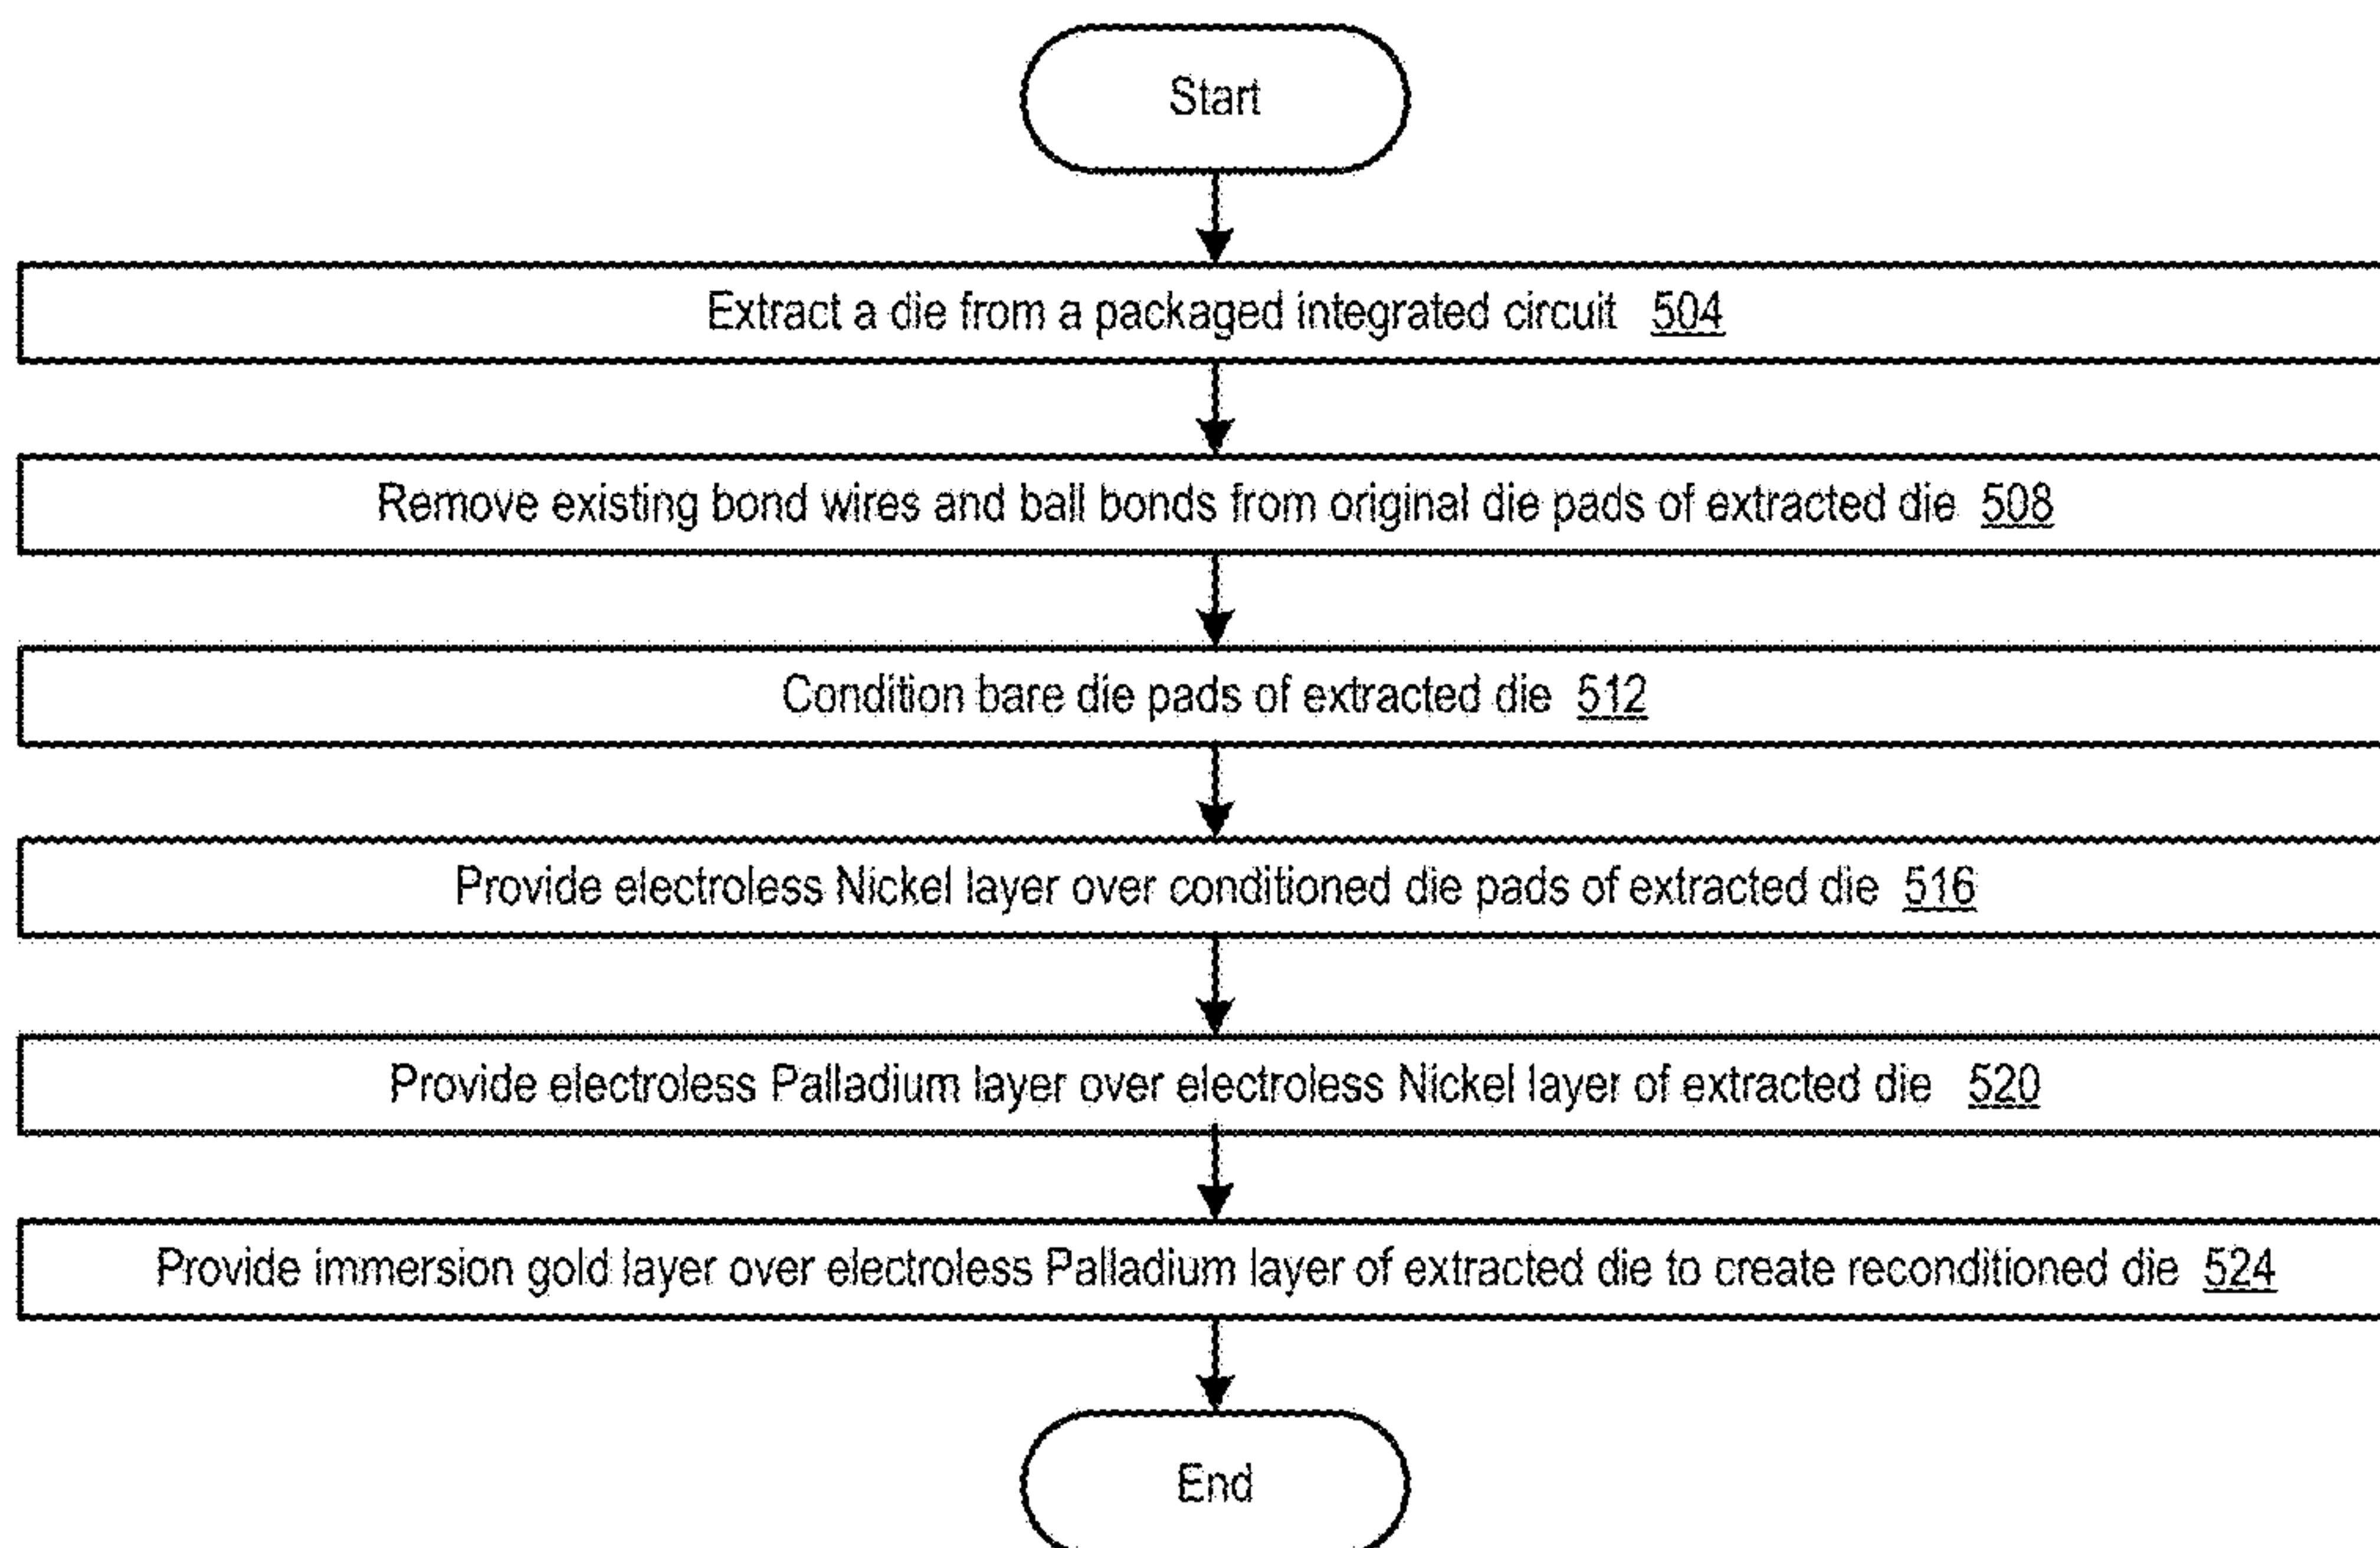 Start
Extract a die from a packaged integrated circuit 504
Remove existing bond wires and ball bonds from original die pads of extracted die 508
Condition bare die pads of extracted die 512
Provide electroless Nickel layer over conditioned die pads of extracted die 516
Provide electroless Palladium layer over electroless Nickel layer of extracted die 520
Provide immersion gold layer over electroless Palladium layer of extracted die to create reconditioned die 524
End